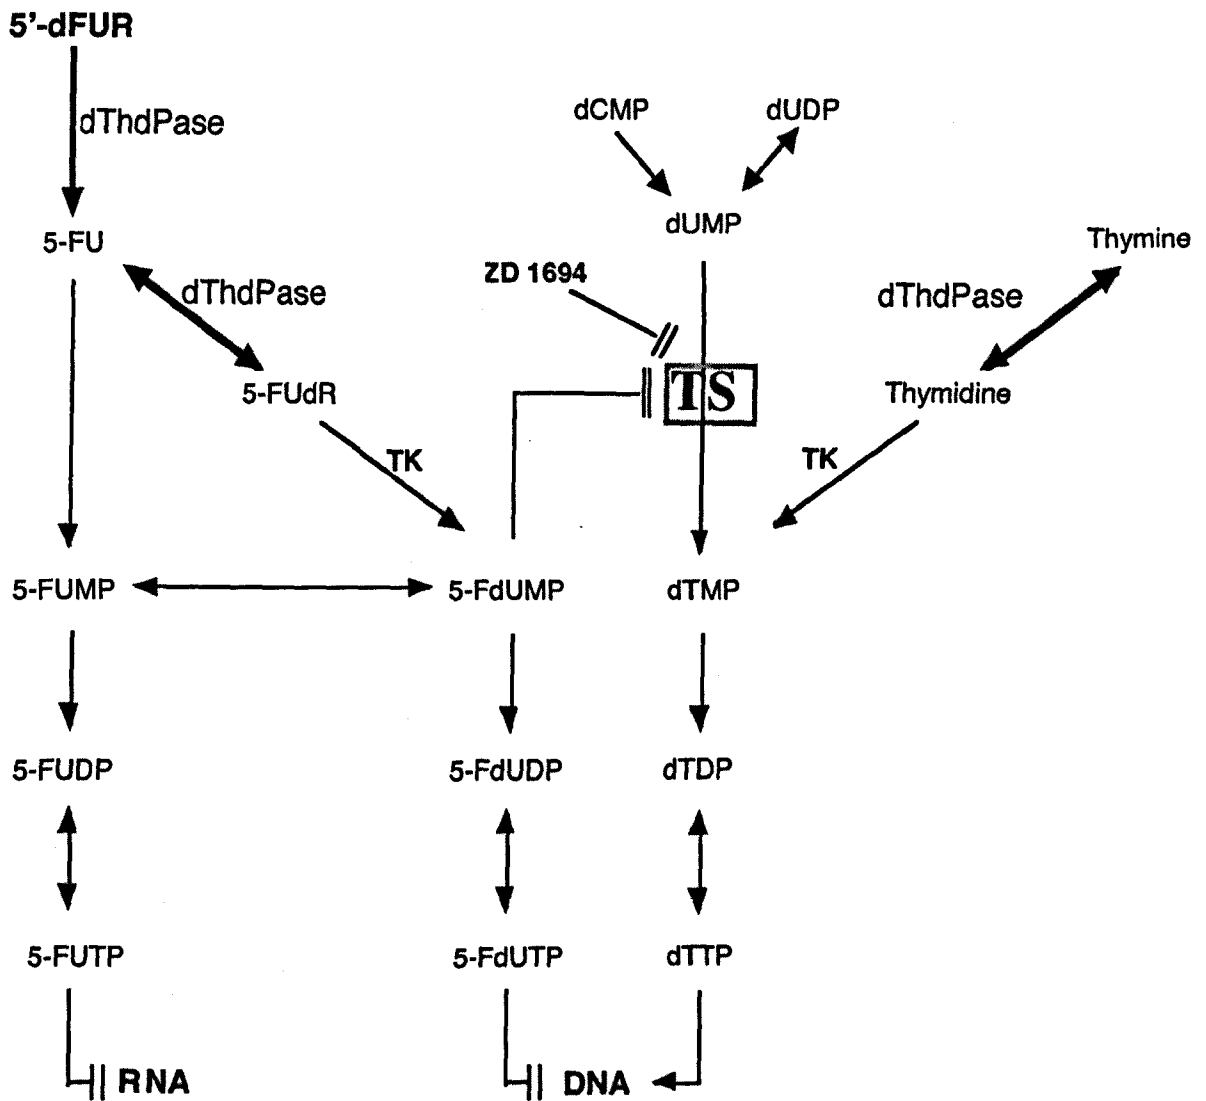 5'-dFUR
dThdPase
dCMP
dUDP
dUMP
5-FU
Thymine
ZD 1694
dThdPase
dThdPase
5-FUdR
TS
Thymidine
TK
TK
5-FUMP
5-FdUMP
dTMP
5-FUDP
5-FdUDP
dTDP
5-FUTP
5-FdUTP
dTTP
RNA
DNA